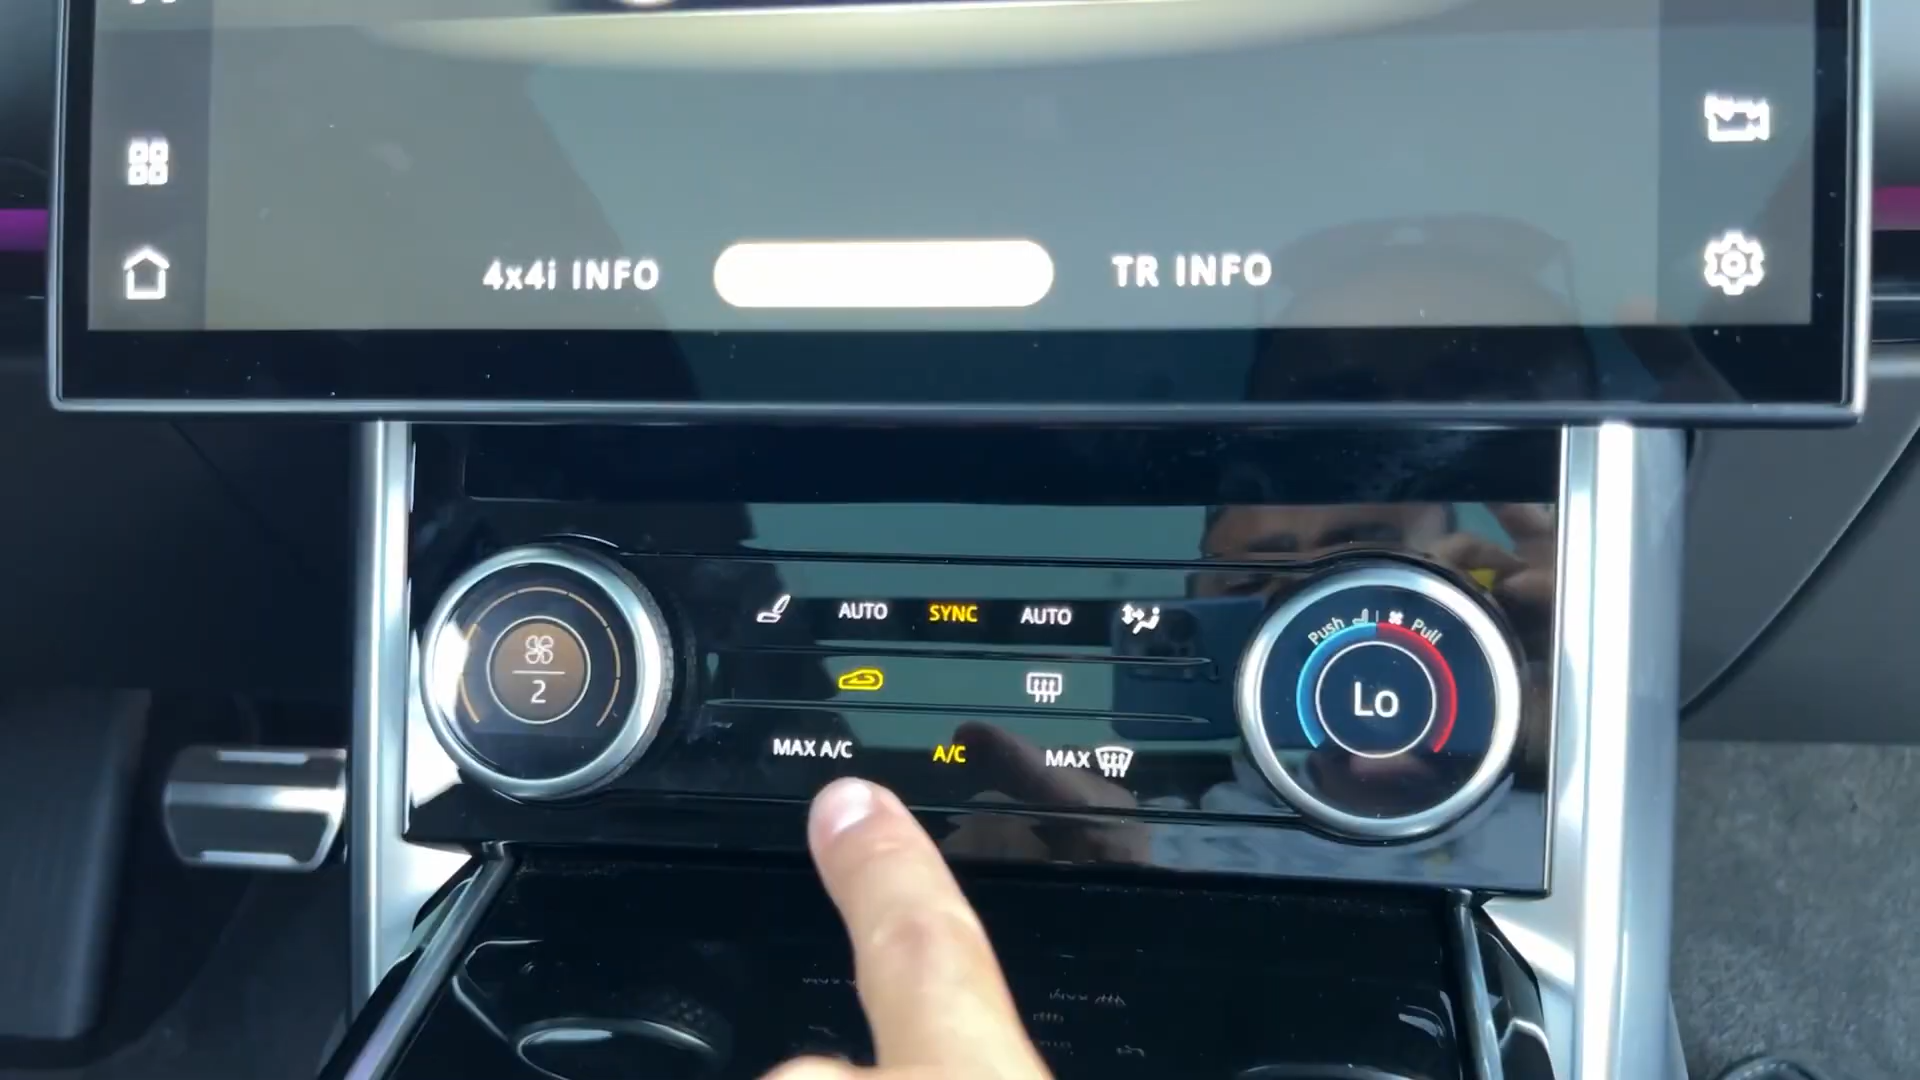 4x4i INFO
TR INFO
AUTO SYNC AUTO
Push Pull
2
Lo
MAX A/C A/C MAX